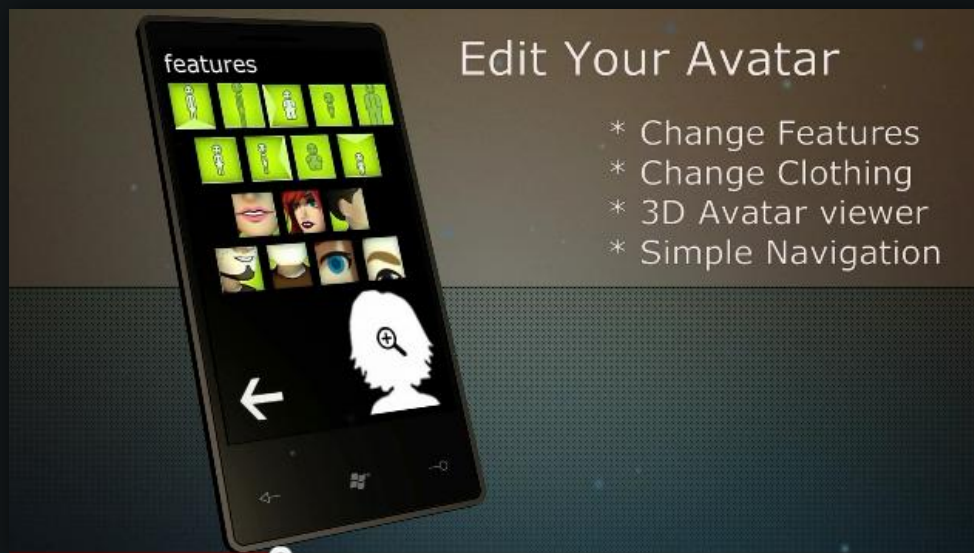 features
Edit Your Avatar
* Change Features
* Change Clothing
* 3D Avatar viewer
* Simple Navigation